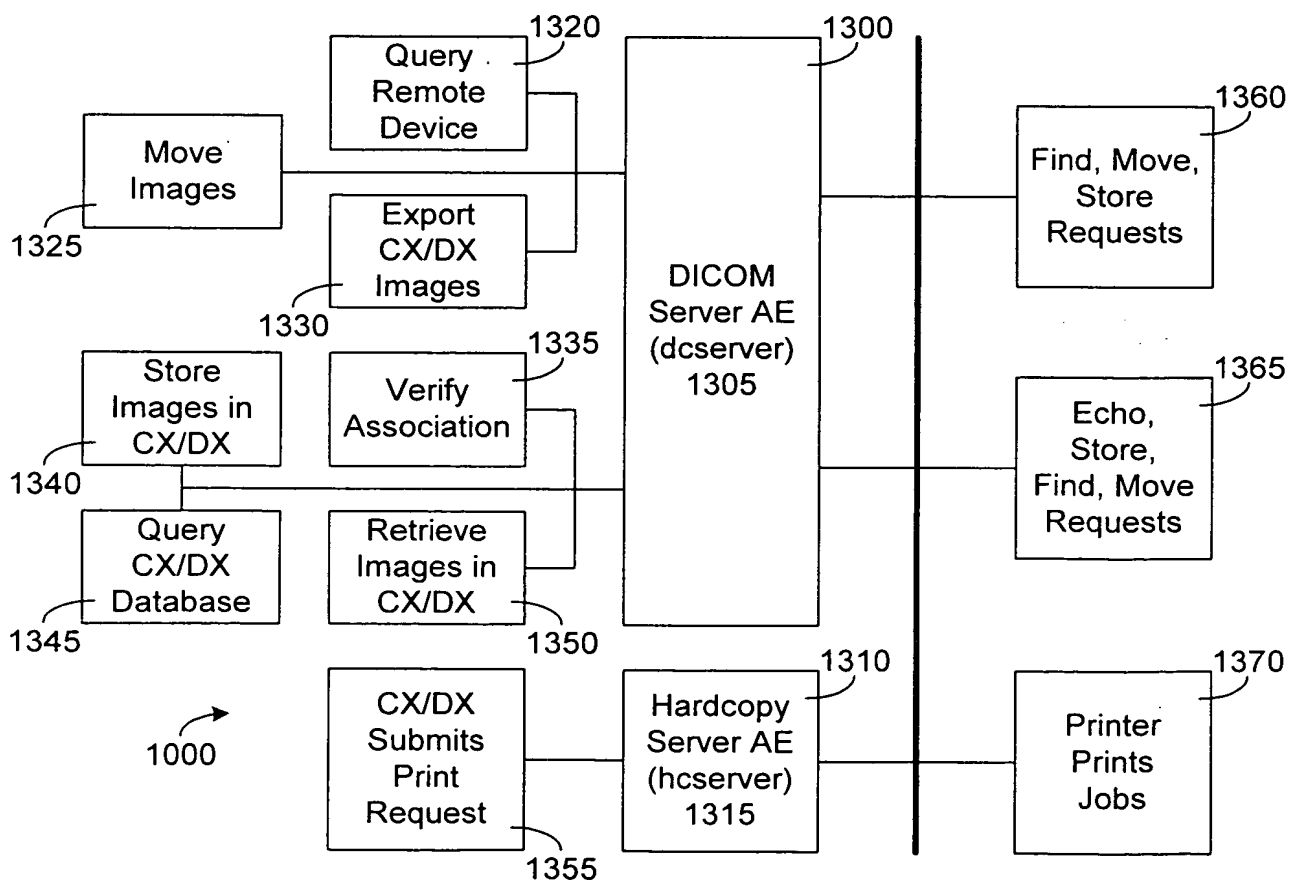 1320
Query
Remote
Device
1300
1360
Move
Images
1325
Find, Move,
Store
Requests
Export
CX/DX
Images
1330
DICOM
Server AE
(dcserver)
1305
1335
Store
Images in
CX/DX
1340
Verify
Association
1365
Echo,
Store,
Find, Move
Requests
Query
CX/DX
Database
1345
Retrieve
Images in
CX/DX
1350
1310
1370
CX/DX
Submits
Print
Request
1355
Hardcopy
Server AE
(hcserver)
1315
Printer
Prints
Jobs
1000